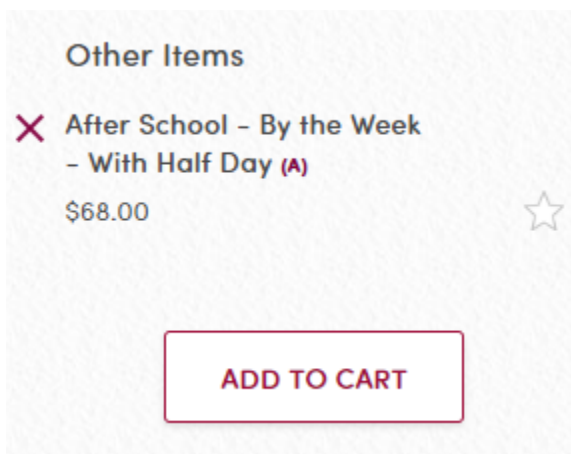 Other Items
After School - By the Week
- With Half Day (A)
$68.00
ADD TO CART